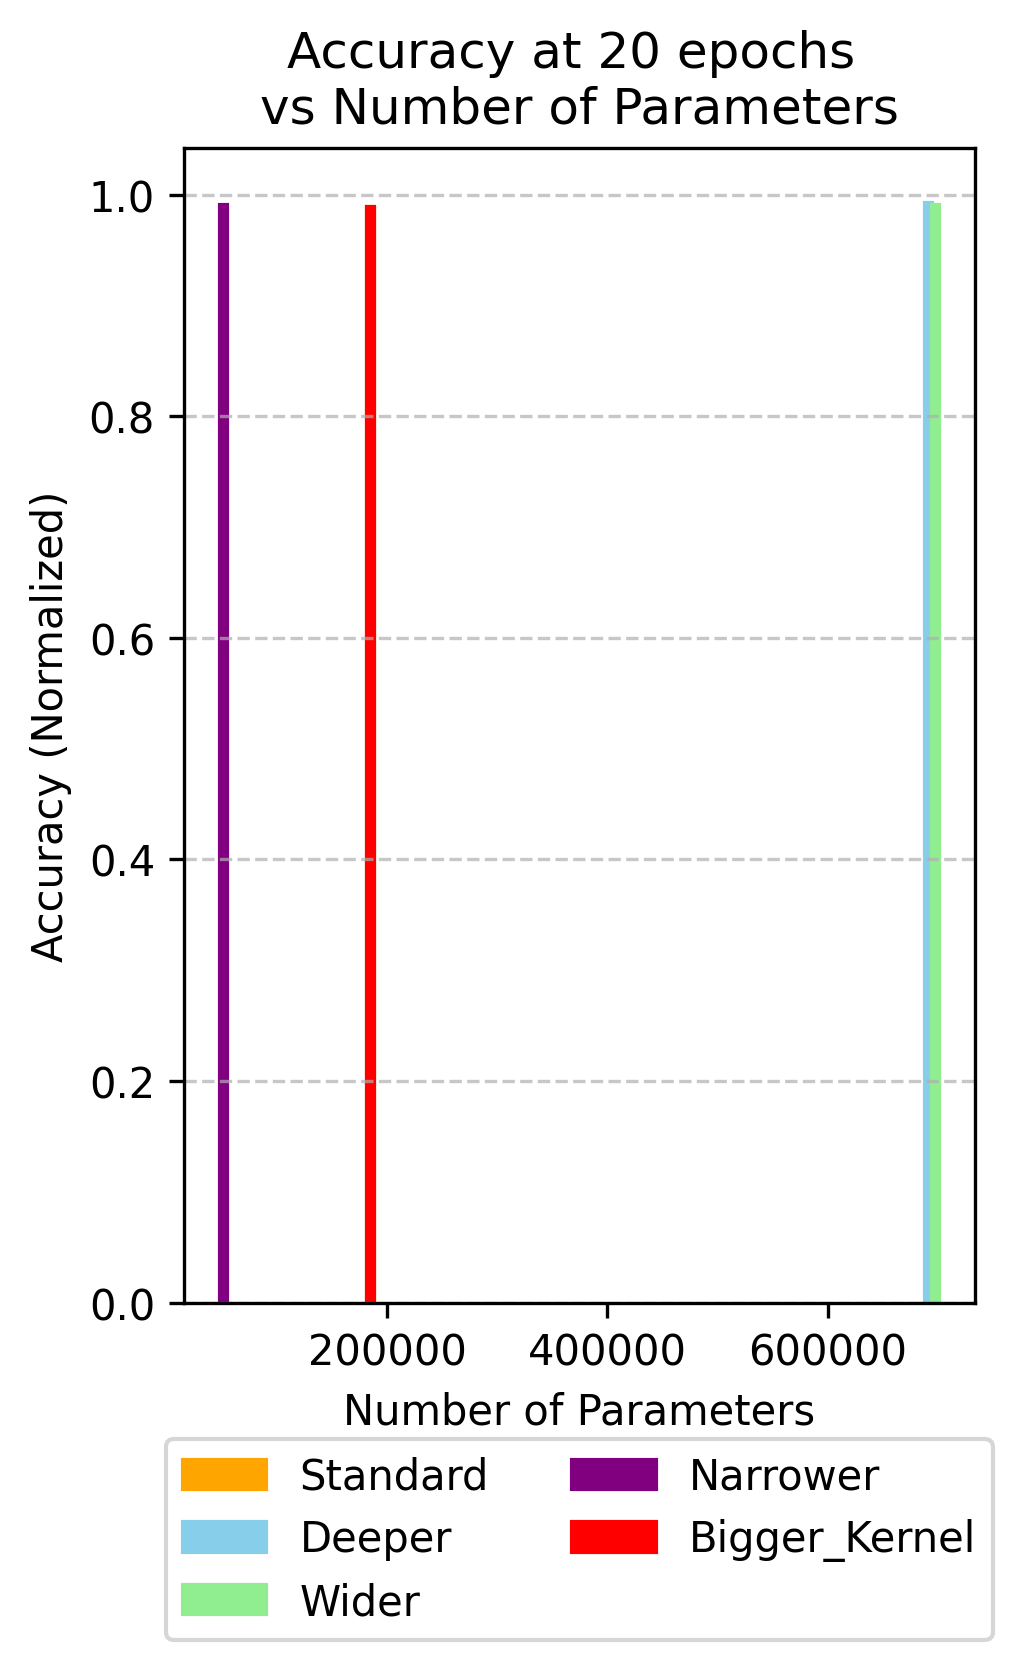 Accuracy at 20 epochs
vs Number of Parameters
1.0
0.8
0.6
0.4
0.2
0.0
Accuracy (Normalized)
200000 400000 600000
Number of Parameters
Standard
Deeper
Wider
Narrower
Bigger_Kernel